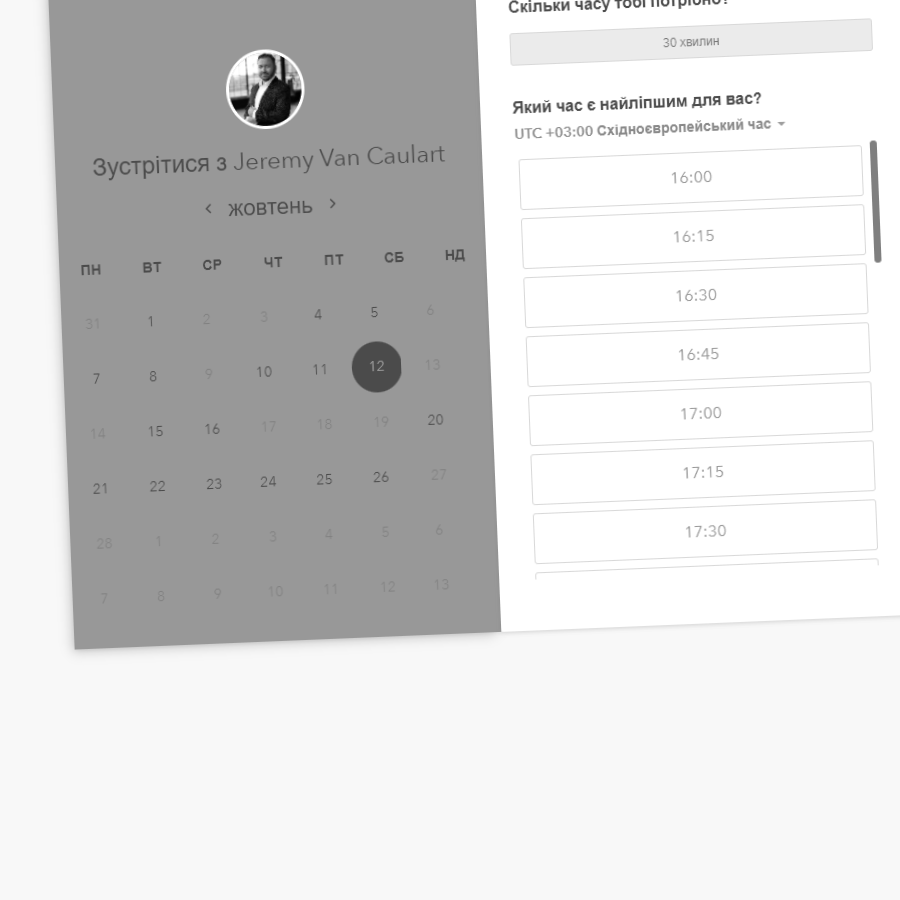 Зустрітися з Jeremy Van Caulart
‹ жовтень ›
ПН ВТ СР ЧТ ПТ СБ НД
31 1 2 3 4 5 6
7 8 9 10 11 12 13
14 15 16 17 18 19 20
21 22 23 24 25 26 27
28 1 2 3 4 5 6
7 8 9 10 11 12 13
Скільки часу тобі потрібно?
30 хвилин
Який час є найліпшим для вас?
UTC +03:00 Східноєвропейський час
16:00
16:15
16:30
16:45
17:00
17:15
17:30